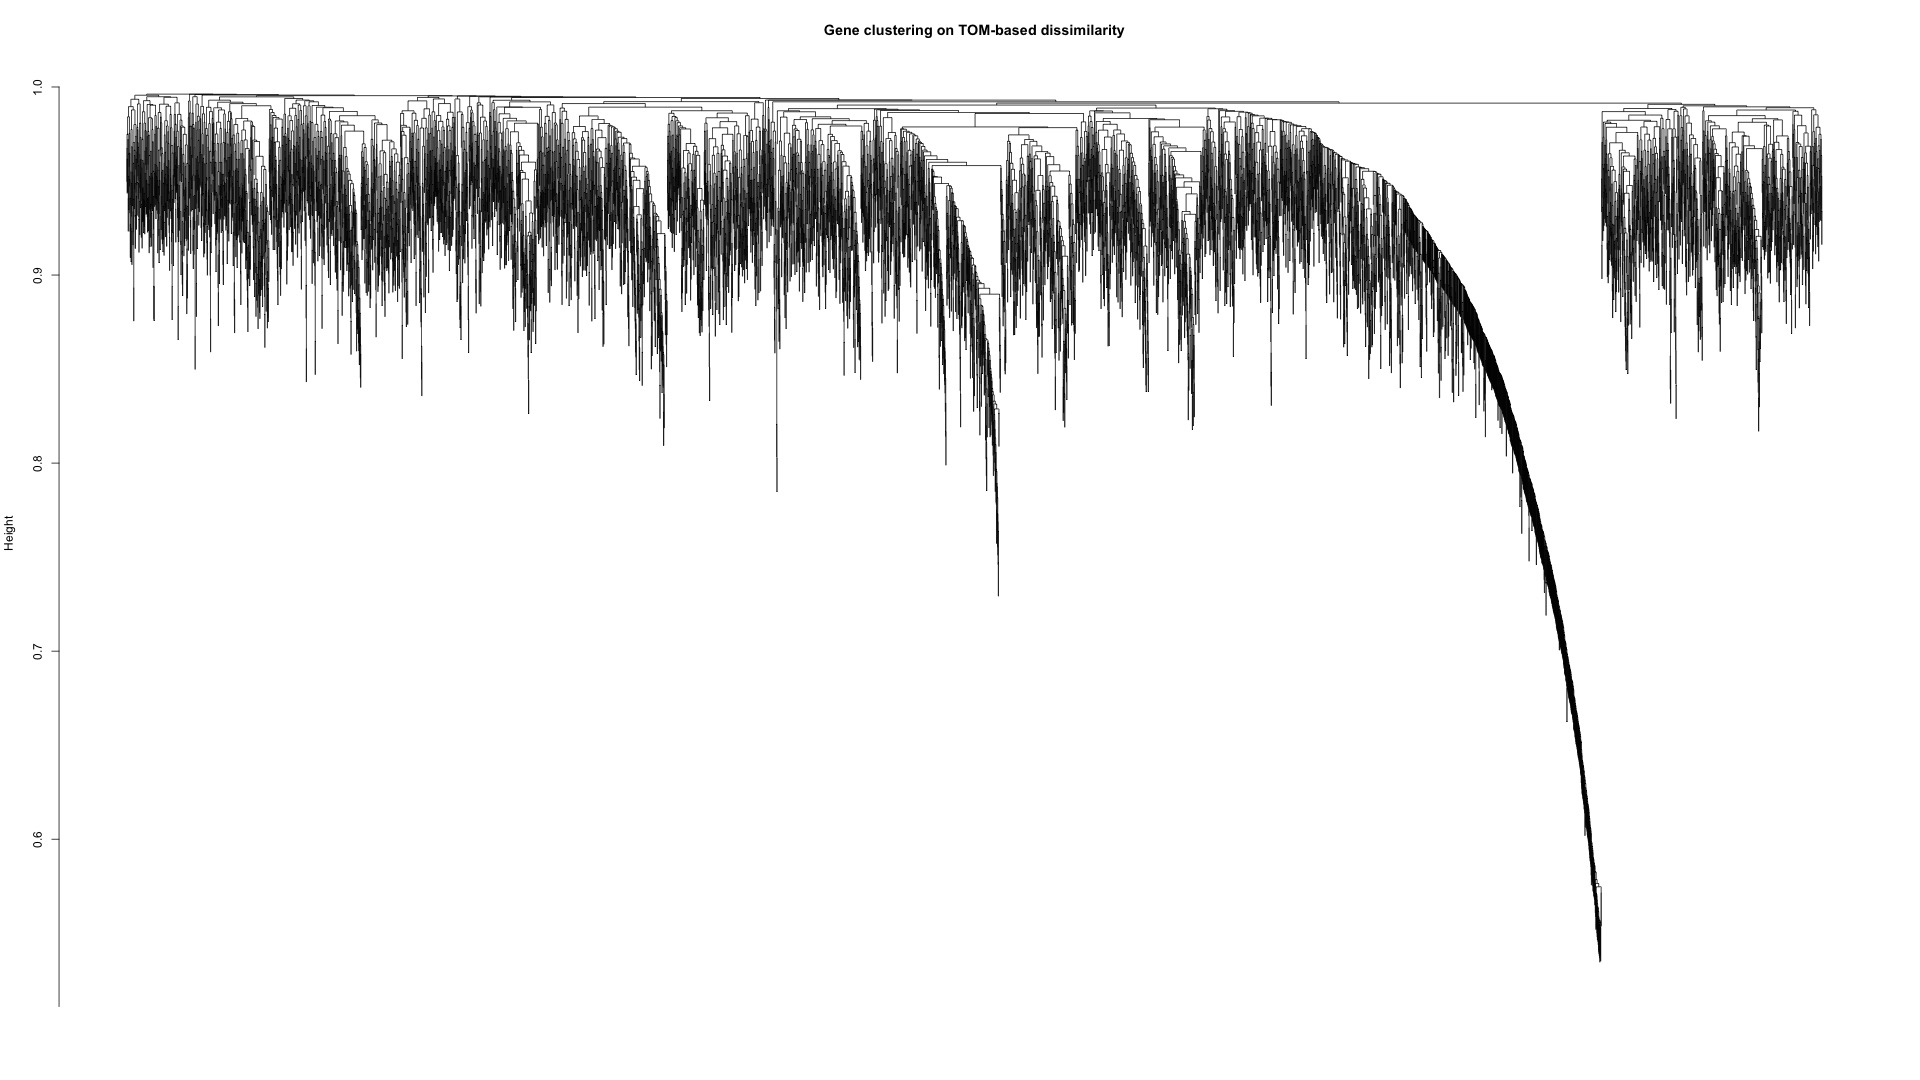 Gene clustering on TOM-based dissimilarity
1.0
0.9
0.8
0.7
0.6
Height